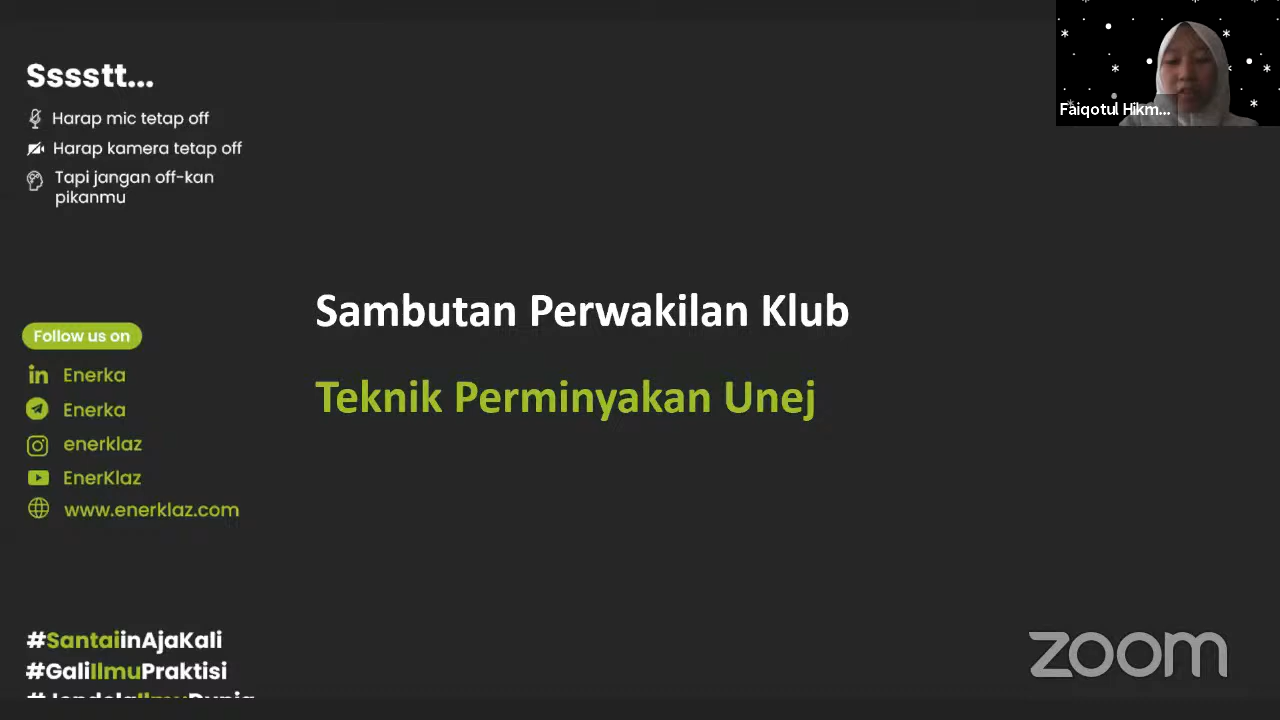 Sssstt...
Harap mic tetap off
Harap kamera tetap off
Tapi jangan off-kan
pikanmu
Faiqotul Hikm...
Sambutan Perwakilan Klub
Teknik Perminyakan Unej
Follow us on
Enerka
Enerka
enerklaz
EnerKlaz
www.enerklaz.com
#SantaiinAjaKali
#GaliIlmuPraktisi
#JendelaIlmuDunia
zoom